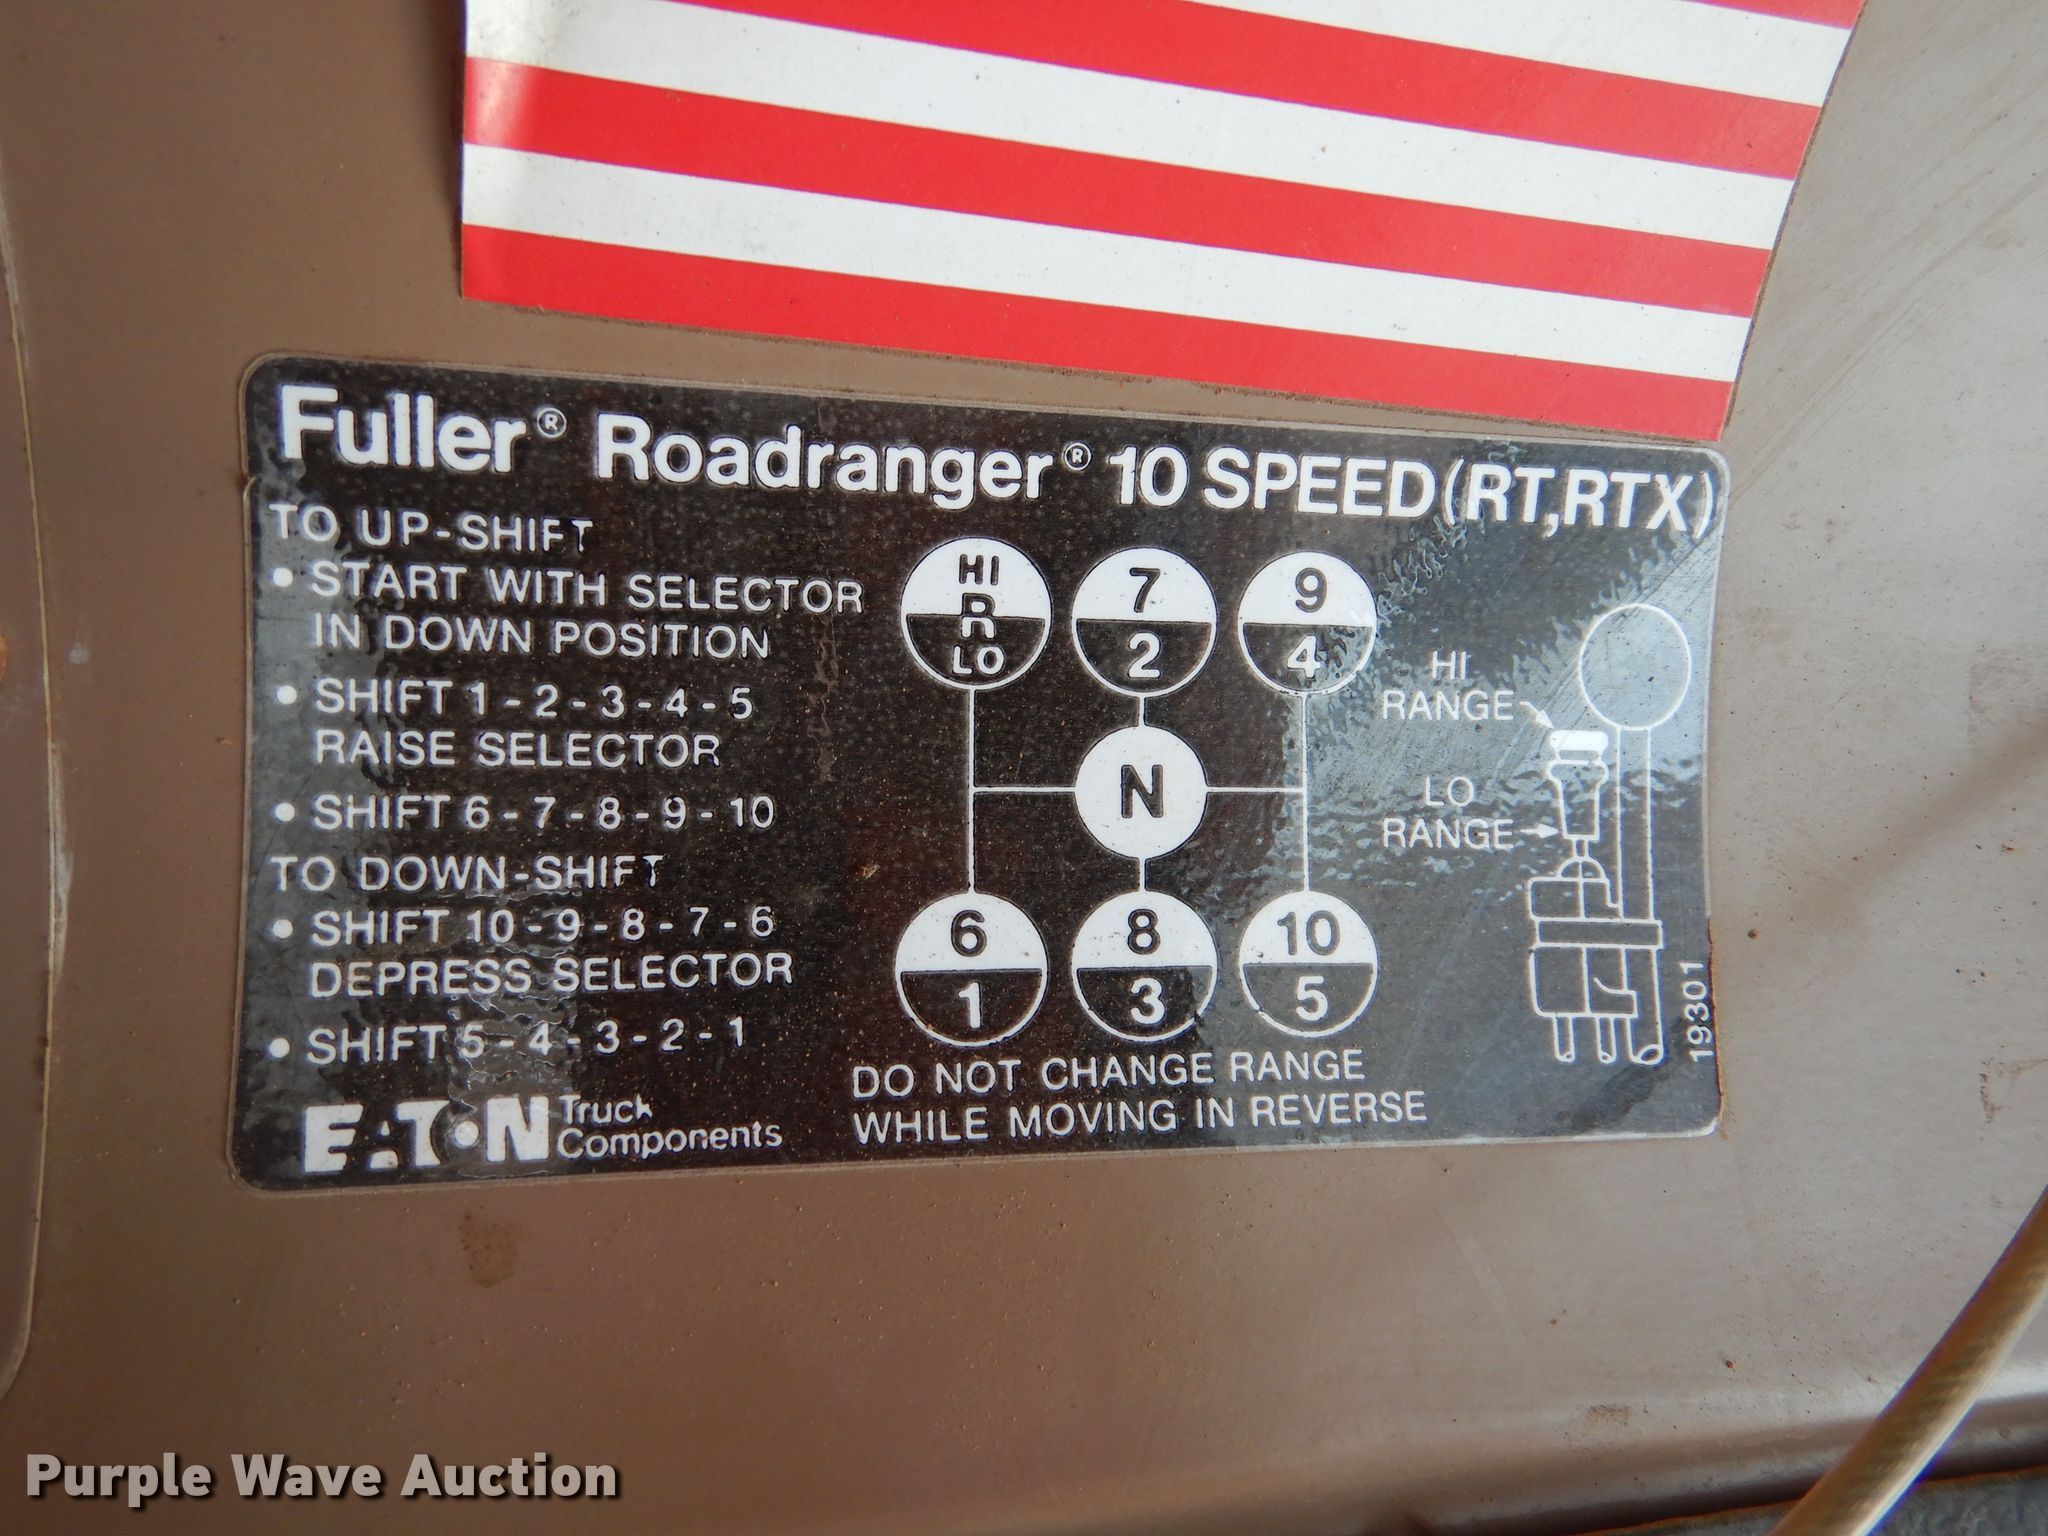 Fuller® Roadranger® 10 SPEED (RT,RTX)
TO UP-SHIFT
• START WITH SELECTOR
IN DOWN POSITION
• SHIFT 1 - 2 - 3 - 4 - 5
RAISE SELECTOR
• SHIFT 6 - 7 - 8 - 9 - 10
TO DOWN-SHIFT
• SHIFT 10 - 9 - 8 - 7 - 6
DEPRESS SELECTOR
• SHIFT 5 - 4 - 3 - 2 - 1
EATON Truck
Components
HI
R
LO
7
2
9
4
N
6
1
8
3
10
5
DO NOT CHANGE RANGE
WHILE MOVING IN REVERSE
HI
RANGE
LO
RANGE
19301
Purple Wave Auction